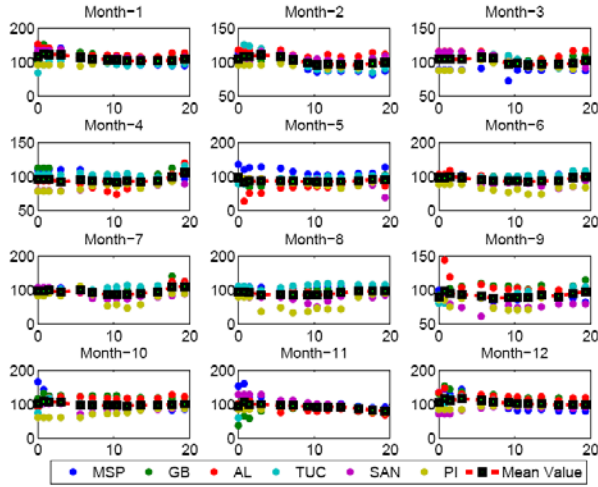 Month-1 Month-2 Month-3
200 200 150
100 100 100
0 0 50
0 10 20 0 10 20 0 10 20
Month-4 Month-5 Month-6
150 150 200
100 100 100
50 50 0
0 10 20 0 10 20 0 10 20
Month-7 Month-8 Month-9
200 200 150
100 100 100
0 0 50
0 10 20 0 10 20 0 10 20
Month-10 Month-11 Month-12
200 200 200
100 100 100
0 0 0
0 10 20 0 10 20 0 10 20
MSP GB AL TUC SAN PI Mean Value